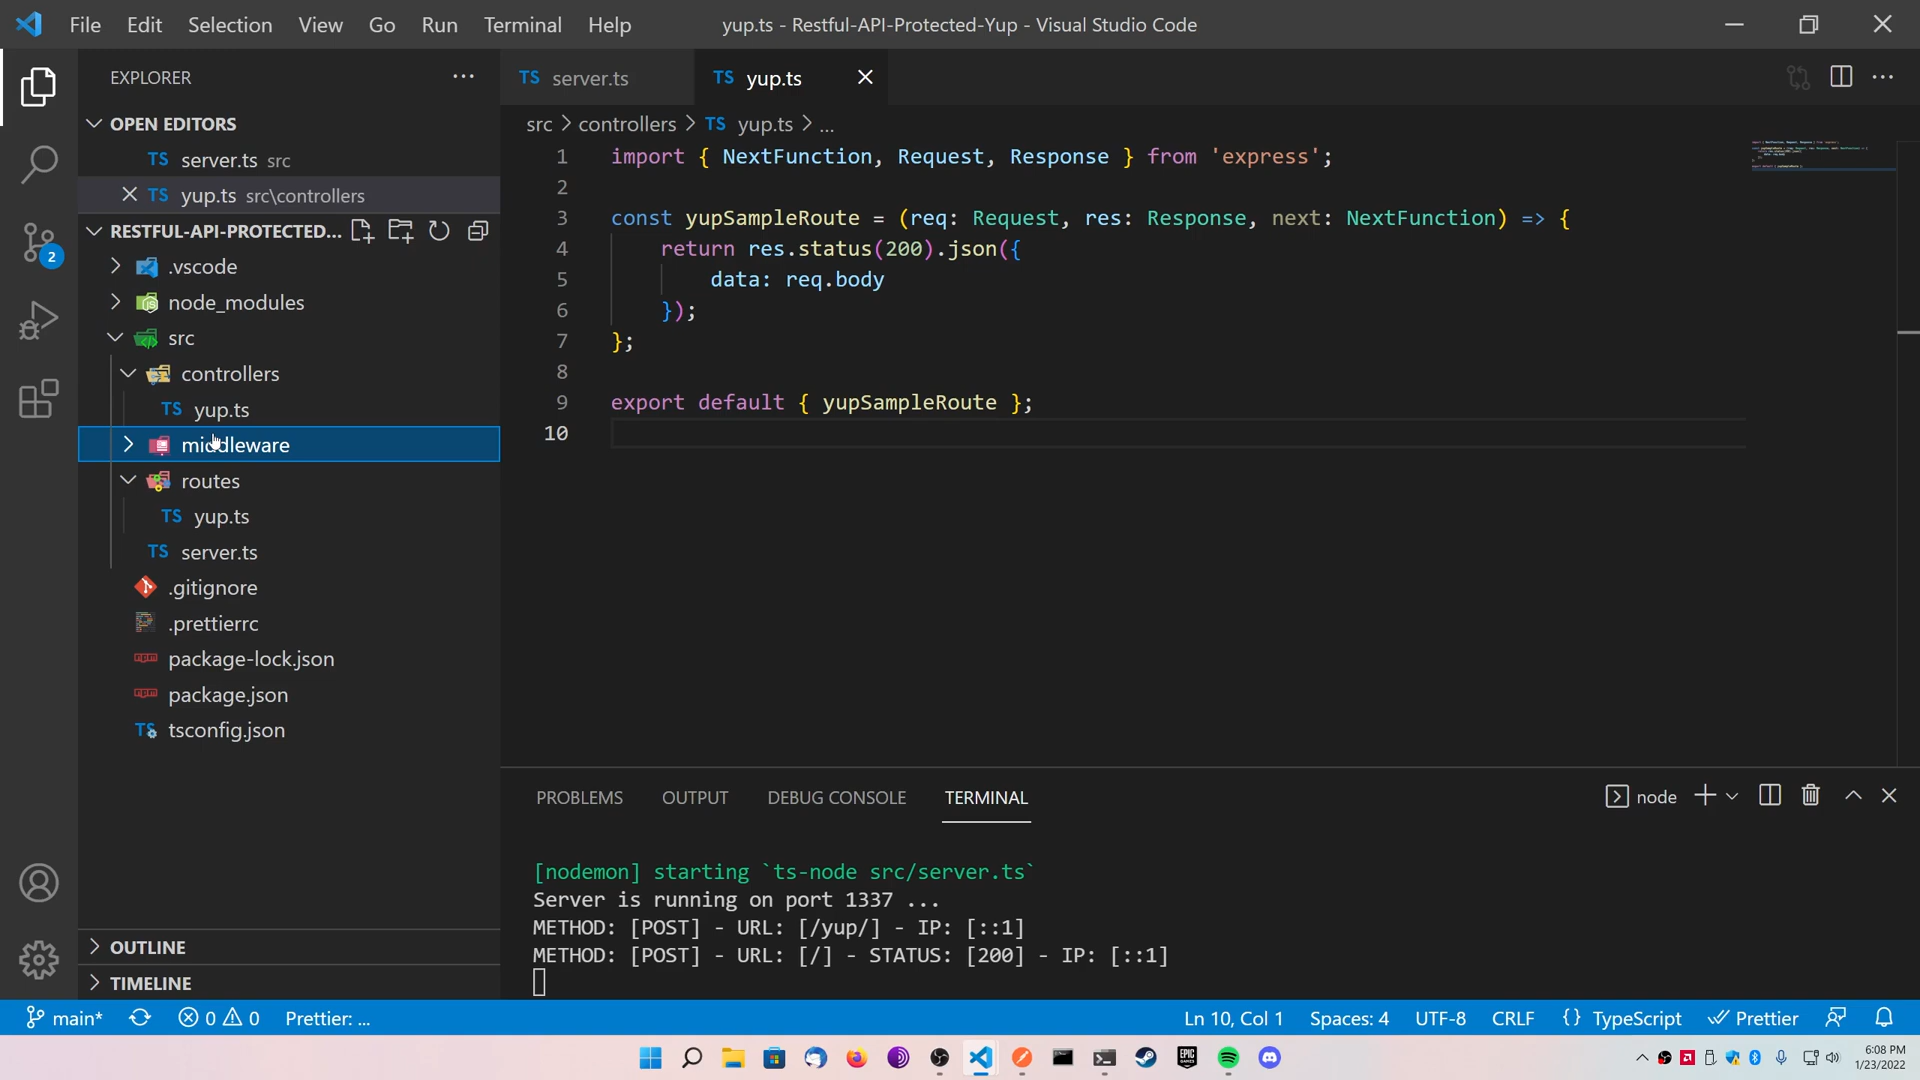 File Edit Selection View Go Run Terminal Help
yup.ts - Restful-API-Protected-Yup - Visual Studio Code
EXPLORER
OPEN EDITORS
TS server.ts src
TS yup.ts src\controllers
RESTFUL-API-PROTECTED...
.vscode
node_modules
src
controllers
TS yup.ts
middleware
routes
TS yup.ts
TS server.ts
.gitignore
.prettierrc
package-lock.json
package.json
TS tsconfig.json
OUTLINE
TIMELINE
2
TS server.ts
TS yup.ts
src > controllers > TS yup.ts > ...
1 import { NextFunction, Request, Response } from 'express';
2
3 const yupSampleRoute = (req: Request, res: Response, next: NextFunction) => {
4 return res.status(200).json({
5 data: req.body
6 });
7 };
8
9 export default { yupSampleRoute };
10
PROBLEMS OUTPUT DEBUG CONSOLE TERMINAL
node
[nodemon] starting `ts-node src/server.ts`
Server is running on port 1337 ...
METHOD: [POST] - URL: [/yup/] - IP: [::1]
METHOD: [POST] - URL: [/] - STATUS: [200] - IP: [::1]
main* 0 0 Prettier: ...
Ln 10, Col 1 Spaces: 4 UTF-8 CRLF {} TypeScript Prettier
6:08 PM
1/23/2022